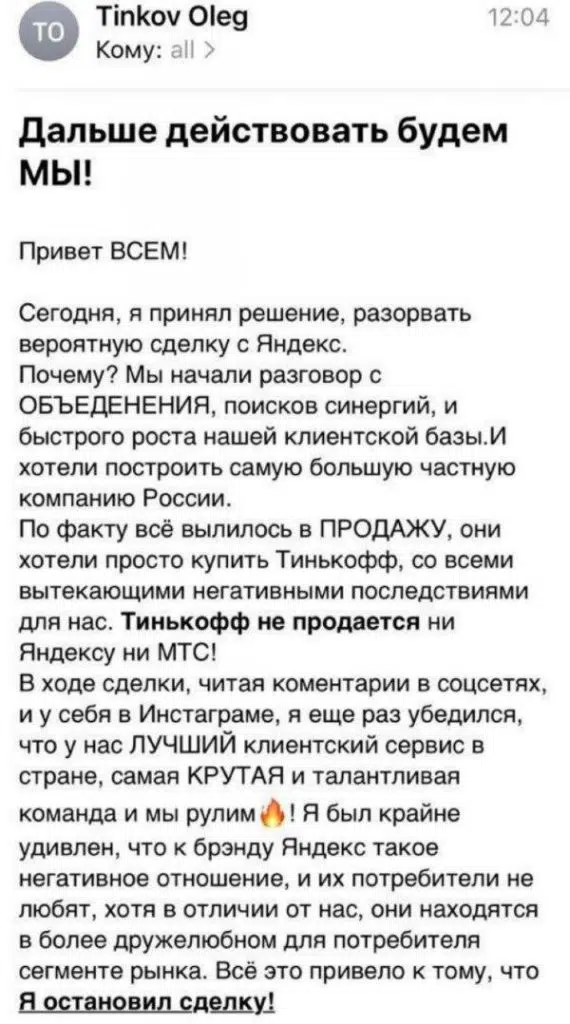 TO
Tinkov Oleg
12:04
Кому: all >
Дальше действовать будем
МЫ!
Привет ВСЕМ!
Сегодня, я принял решение, разорвать
вероятную сделку с Яндекс.
Почему? Мы начали разговор с
ОБЪЕДЕНЕНИЯ, поисков синергий, и
быстрого роста нашей клиентской базы.И
хотели построить самую большую частную
компанию России.
По факту всё вылилось в ПРОДАЖУ, они
хотели просто купить Тинькофф, со всеми
вытекающими негативными последствиями
для нас. Тинькофф не продается ни
Яндексу ни МТС!
В ходе сделки, читая коментарии в соцсетях,
и у себя в Инстаграме, я еще раз убедился,
что у нас ЛУЧШИЙ клиентский сервис в
стране, самая КРУТАЯ и талантливая
команда и мы рулим🔥! Я был крайне
удивлен, что к брэнду Яндекс такое
негативное отношение, и их потребители не
любят, хотя в отличии от нас, они находятся
в более дружелюбном для потребителя
сегменте рынка. Всё это привело к тому, что
Я остановил сделку!